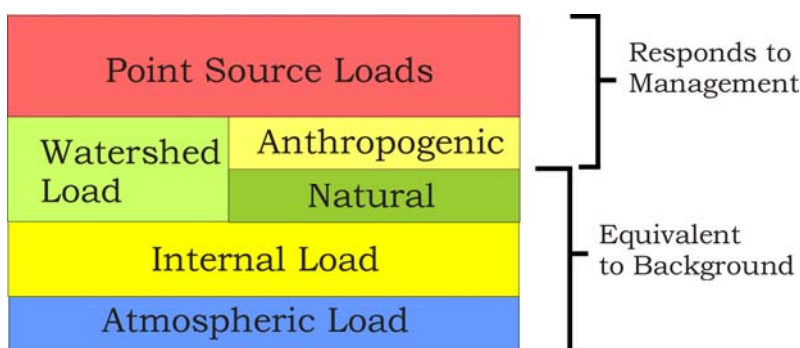 Point Source Loads
Responds to
Management
Watershed
Load
Anthropogenic
Natural
Internal Load
Equivalent
to Background
Atmospheric Load